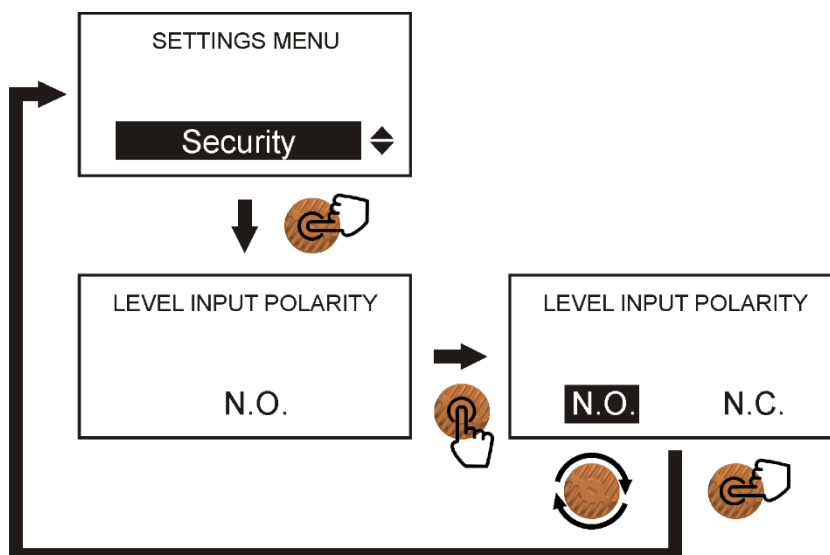 SETTINGS MENU
Security
LEVEL INPUT POLARITY
N.O.
LEVEL INPUT POLARITY
N.O. N.C.